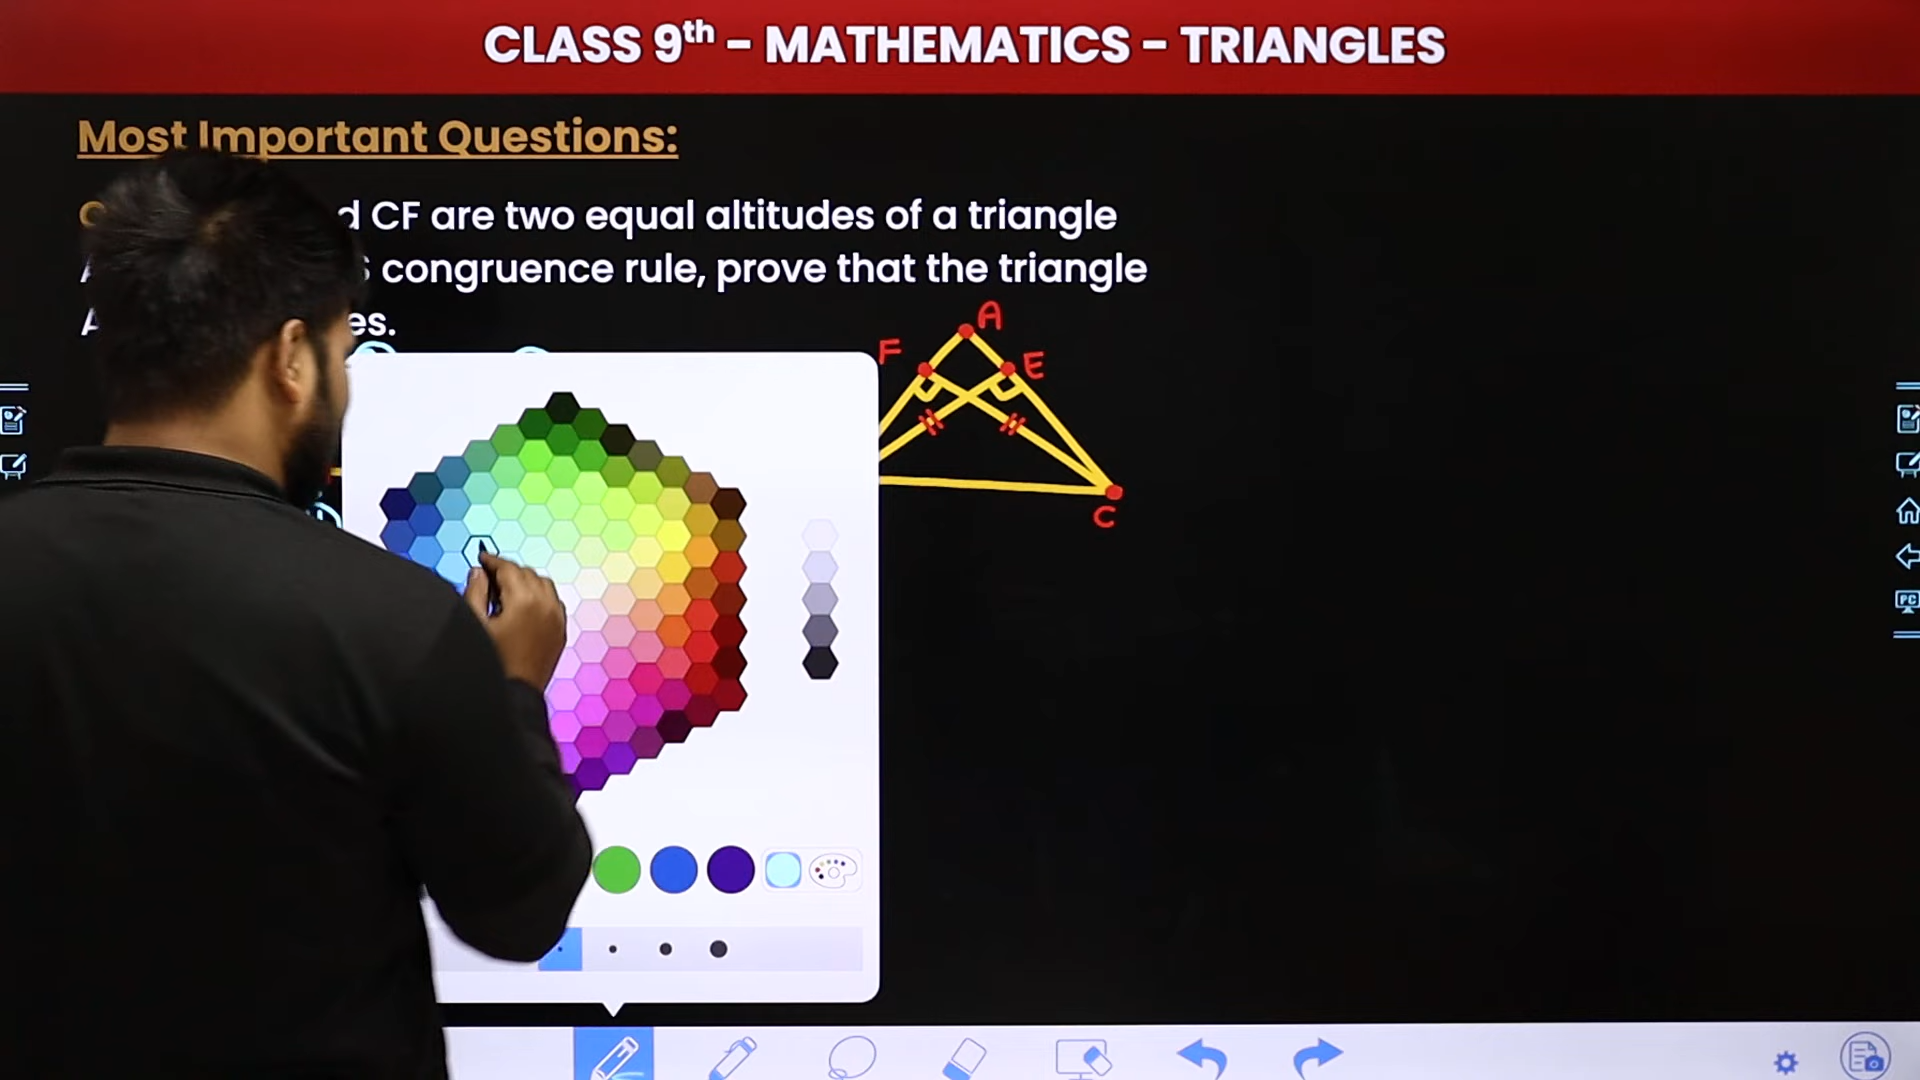 CLASS 9th – MATHEMATICS – TRIANGLES
Most Important Questions:
d CF are two equal altitudes of a triangle
congruence rule, prove that the triangle
es.
A
F
E
C
PC